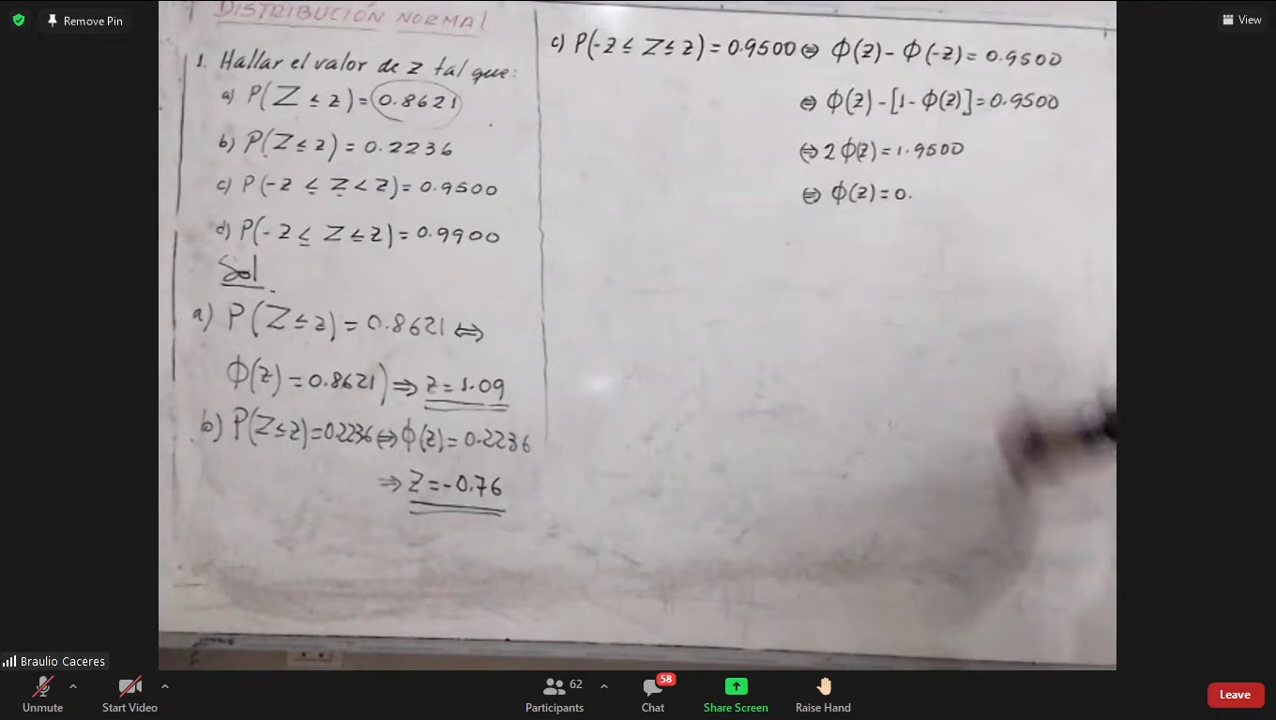 Remove Pin
View
DISTRIBUCIÓN NORMAL
1. Hallar el valor de z tal que:
a) P(Z ≤ z) = 0.8621
b) P(Z ≤ z) = 0.2236
c) P(-z ≤ Z < z) = 0.9500
d) P(-z ≤ Z ≤ z) = 0.9900
Sol
a) P(Z ≤ z) = 0.8621 ⇔
Φ(z) = 0.8621) ⇒ z = 1.09
b) P(Z ≤ z) = 0.2236 ⇔ Φ(z) = 0.2236
⇒ Z = -0.76
c) P(-z ≤ Z ≤ z) = 0.9500 ⇔ Φ(z) - Φ(-z) = 0.9500
⇔ Φ(z) - [1 - Φ(z)] = 0.9500
⇔ 2 Φ(z) = 1.9500
⇔ Φ(z) = 0.
Braulio Caceres
Unmute
Start Video
62
Participants
58
Chat
Share Screen
Raise Hand
Leave